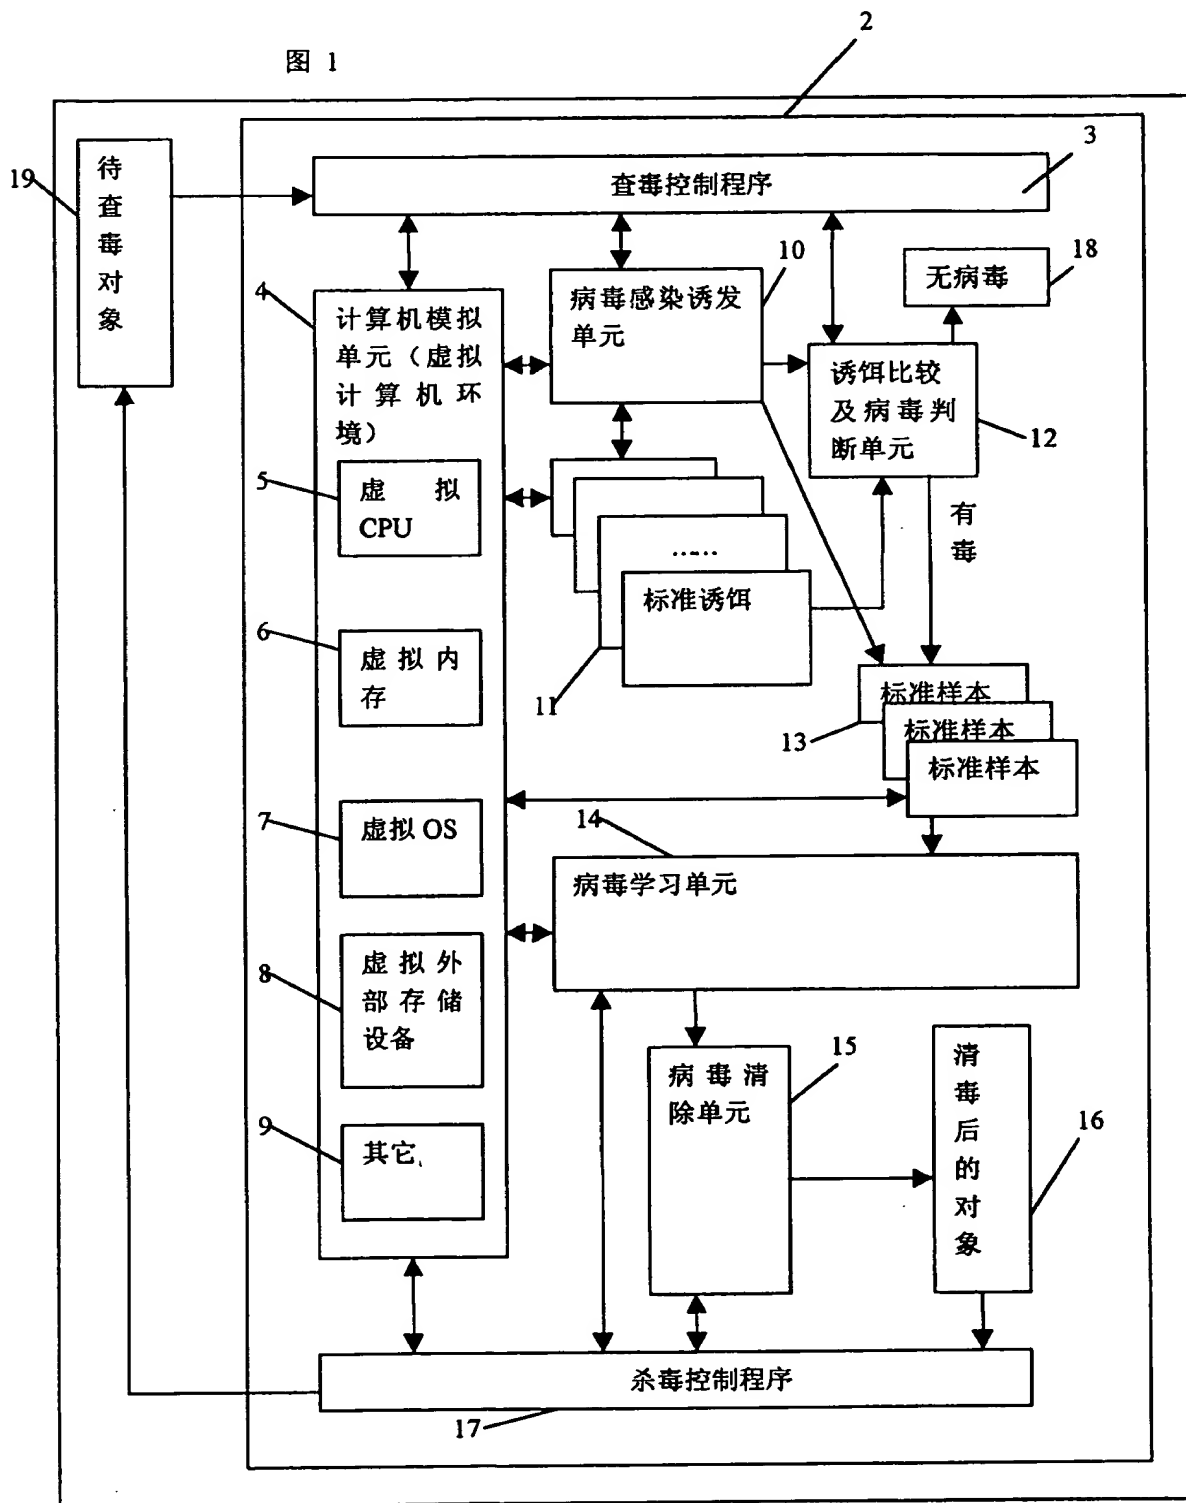 图 1
2
19
待
查
毒
对
象
查毒控制程序
3
4
计算机模拟
单元（虚拟
计算机环
境）
病毒感染诱发
单元
10
无病毒
18
诱饵比较
及病毒判
断单元
12
5
虚拟
CPU
有
毒
……
标准诱饵
11
6
虚拟内
存
标准样本
标准样本
标准样本
13
7
虚拟OS
14
病毒学习单元
8
虚拟外
部存储
设备
病毒清
除单元
15
清
毒
后
的
对
象
16
9
其它
杀毒控制程序
17